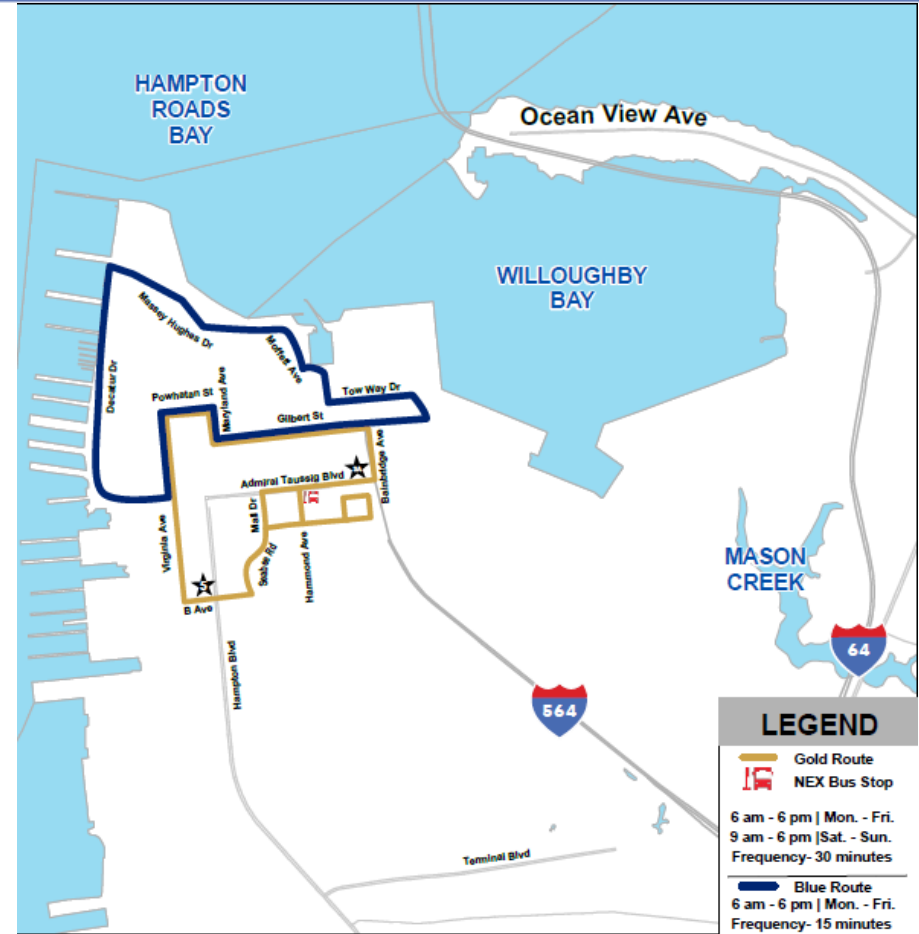 HAMPTON
ROADS
BAY
Ocean View Ave
WILLOUGHBY
BAY
Massey Hughes Dr
Moffett Ave
Decatur Dr
Powhatan St
Maryland Ave
Tow Way Dr
Gilbert St
Admiral Taussig Blvd
Bainbridge Ave
Mall Dr
Virginia Ave
Seabee Rd
Hammond Ave
5
B Ave
MASON
CREEK
Hampton Blvd
64
564
Terminal Blvd
LEGEND
Gold Route
NEX Bus Stop
6 am - 6 pm | Mon. - Fri.
9 am - 6 pm |Sat. - Sun.
Frequency- 30 minutes
Blue Route
6 am - 6 pm | Mon. - Fri.
Frequency- 15 minutes